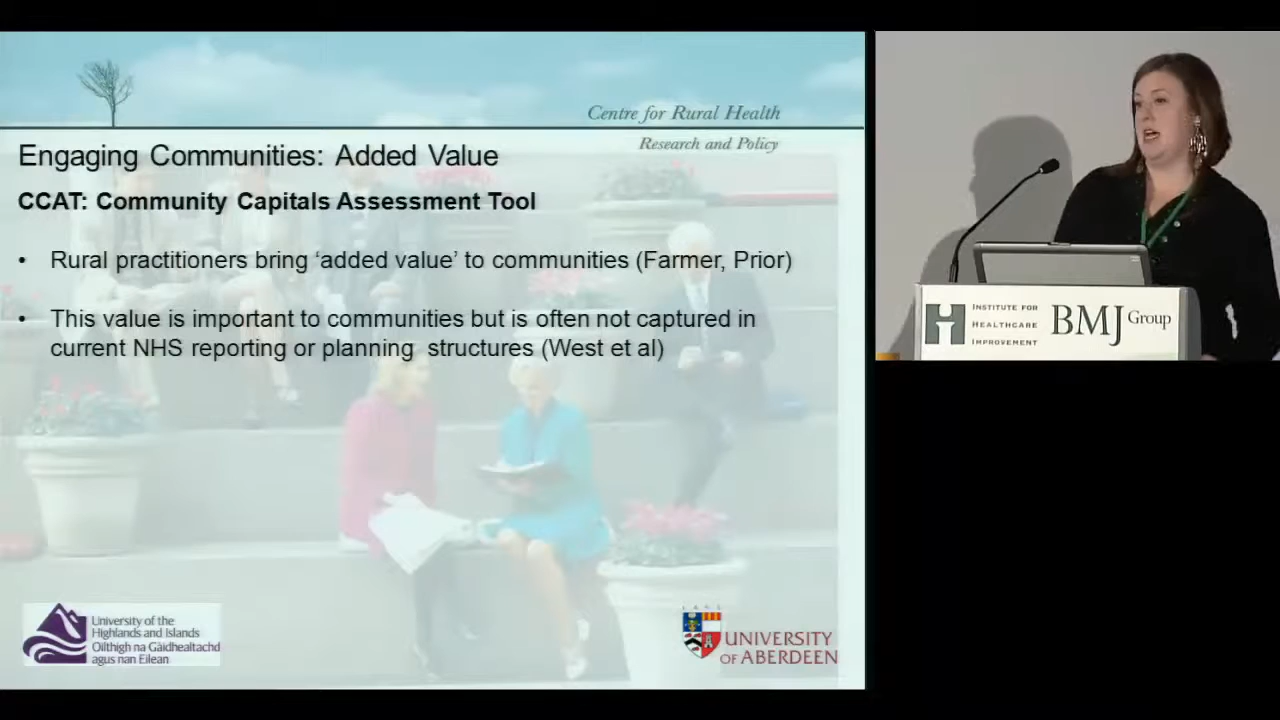 Centre for Rural Health
Research and Policy
Engaging Communities: Added Value
CCAT: Community Capitals Assessment Tool
• Rural practitioners bring ‘added value’ to communities (Farmer, Prior)
• This value is important to communities but is often not captured in
current NHS reporting or planning structures (West et al)
University of the
Highlands and Islands
Oilthigh na Gàidhealtachd
agus nan Eilean
UNIVERSITY
OF ABERDEEN
INSTITUTE FOR
HEALTHCARE
IMPROVEMENT
BMJ Group